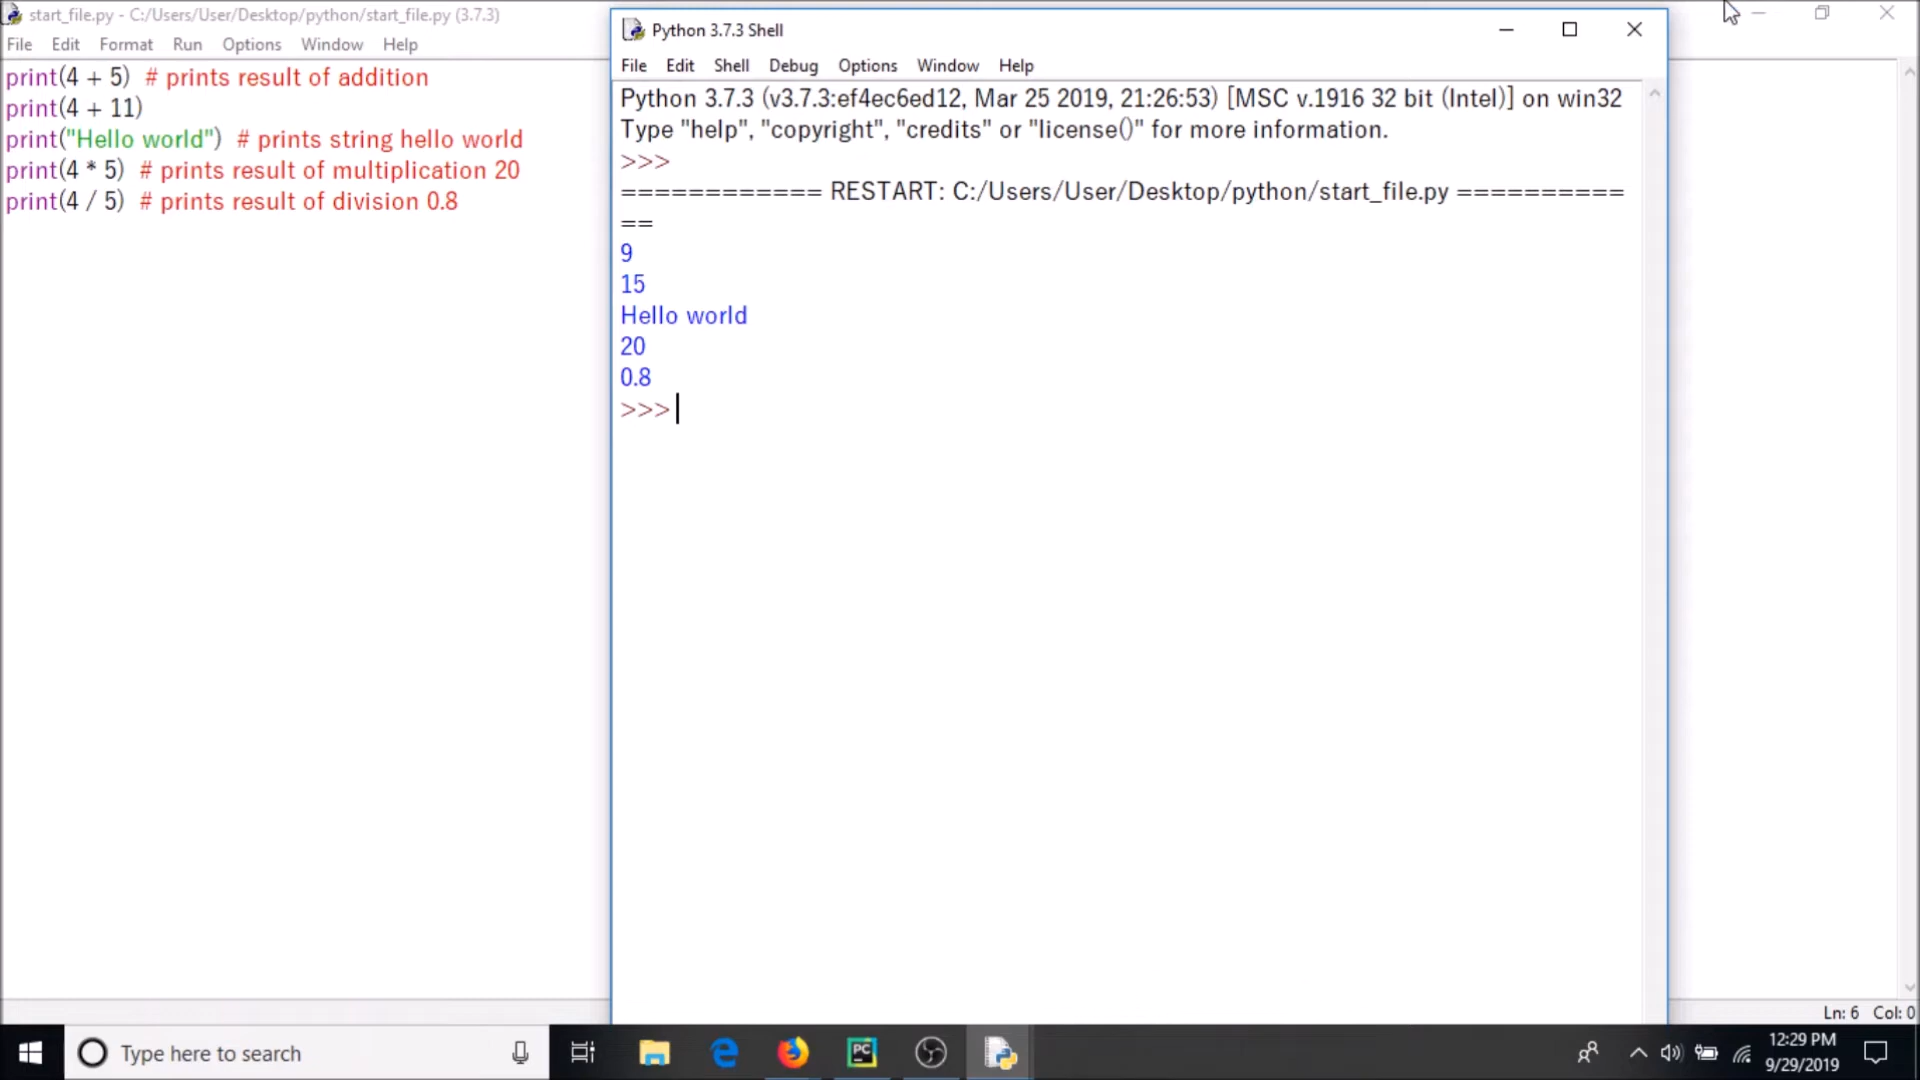 start_file.py - C:/Users/User/Desktop/python/start_file.py (3.7.3)
File Edit Format Run Options Window Help
print(4 + 5)  # prints result of addition
print(4 + 11)
print("Hello world")  # prints string hello world
print(4 * 5)  # prints result of multiplication 20
print(4 / 5)  # prints result of division 0.8
Python 3.7.3 Shell
File Edit Shell Debug Options Window Help
Python 3.7.3 (v3.7.3:ef4ec6ed12, Mar 25 2019, 21:26:53) [MSC v.1916 32 bit (Intel)] on win32
Type "help", "copyright", "credits" or "license()" for more information.
>>>
============ RESTART: C:/Users/User/Desktop/python/start_file.py ==========
==
9
15
Hello world
20
0.8
>>>
Ln: 6 Col: 0
Type here to search
PC
12:29 PM
9/29/2019